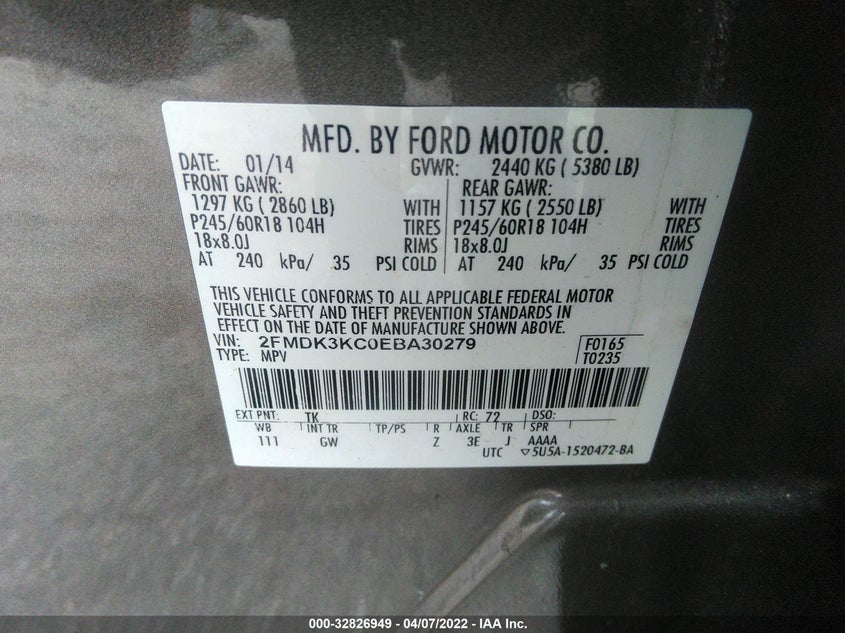 MFD. BY FORD MOTOR CO.
DATE: 01/14 GVWR: 2440 KG ( 5380 LB)
FRONT GAWR: REAR GAWR:
1297 KG ( 2860 LB) WITH 1157 KG ( 2550 LB) WITH
P245/60R18 104H TIRES P245/60R18 104H TIRES
18x8.0J RIMS 18x8.0J RIMS
AT 240 kPa/ 35 PSI COLD AT 240 kPa/ 35 PSI COLD
THIS VEHICLE CONFORMS TO ALL APPLICABLE FEDERAL MOTOR
VEHICLE SAFETY AND THEFT PREVENTION STANDARDS IN
EFFECT ON THE DATE OF MANUFACTURE SHOWN ABOVE.
VIN: 2FMDK3KC0EBA30279 F0165
TYPE: MPV T0235
EXT PNT: TK RC: 72 DSO:
WB INT TR TP/PS R AXLE TR SPR
111 GW Z 3E J AAAA
UTC ▽5U5A-1520472-BA
000-32826949 - 04/07/2022 - IAA Inc.